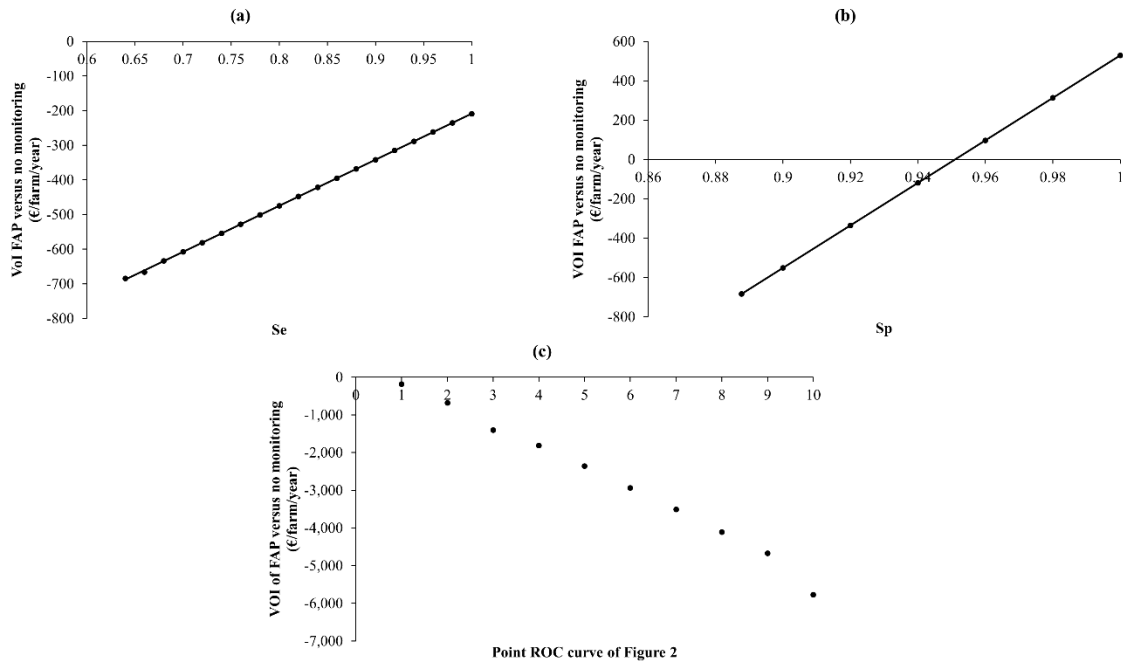 (a)
0
0.6 0.65 0.7 0.75 0.8 0.85 0.9 0.95 1
-100
-200
-300
-400
-500
-600
-700
-800
VoI FAP versus no monitoring
(€/farm/year)
Se
(b)
600
400
200
0
0.86 0.88 0.9 0.92 0.94 0.96 0.98 1
-200
-400
-600
-800
VOI FAP versus no monitoring
(€/farm/year)
Sp
(c)
0
0 1 2 3 4 5 6 7 8 9 10
-1,000
-2,000
-3,000
-4,000
-5,000
-6,000
-7,000
VOI of FAP versus no monitoring
(€/farm/year)
Point ROC curve of Figure 2